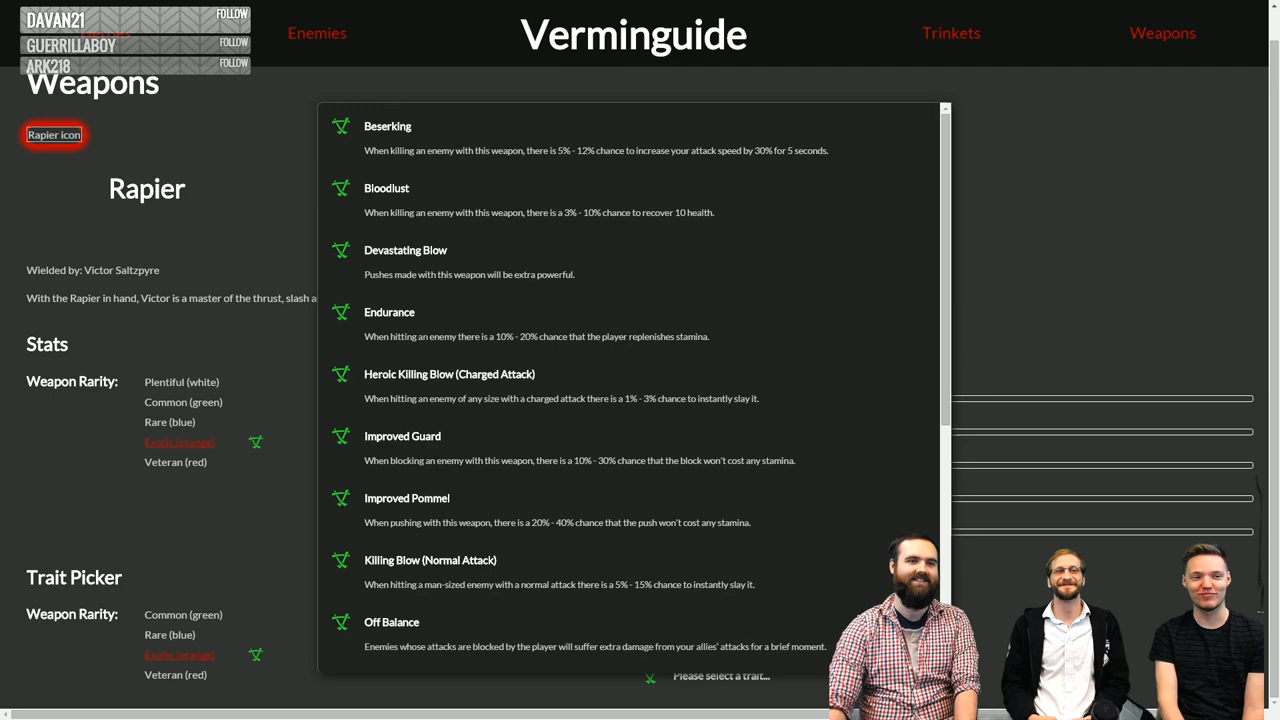 DAVAN21 FOLLOW
GUERRILLABOY FOLLOW
ARK218 FOLLOW
Enemies
Verminguide
Trinkets
Weapons
Weapons
Rapier icon
Rapier
Wielded by: Victor Saltzpyre
With the Rapier in hand, Victor is a master of the thrust, slash a
Stats
Weapon Rarity:
Plentiful (white)
Common (green)
Rare (blue)
Exotic (orange)
Veteran (red)
Trait Picker
Weapon Rarity:
Common (green)
Rare (blue)
Exotic (orange)
Veteran (red)
Beserking
When killing an enemy with this weapon, there is 5% - 12% chance to increase your attack speed by 30% for 5 seconds.
Bloodlust
When killing an enemy with this weapon, there is a 3% - 10% chance to recover 10 health.
Devastating Blow
Pushes made with this weapon will be extra powerful.
Endurance
When hitting an enemy there is a 10% - 20% chance that the player replenishes stamina.
Heroic Killing Blow (Charged Attack)
When hitting an enemy of any size with a charged attack there is a 1% - 3% chance to instantly slay it.
Improved Guard
When blocking an enemy with this weapon, there is a 10% - 30% chance that the block won't cost any stamina.
Improved Pommel
When pushing with this weapon, there is a 20% - 40% chance that the push won't cost any stamina.
Killing Blow (Normal Attack)
When hitting a man-sized enemy with a normal attack there is a 5% - 15% chance to instantly slay it.
Off Balance
Enemies whose attacks are blocked by the player will suffer extra damage from your allies' attacks for a brief moment.
Please select a trait...